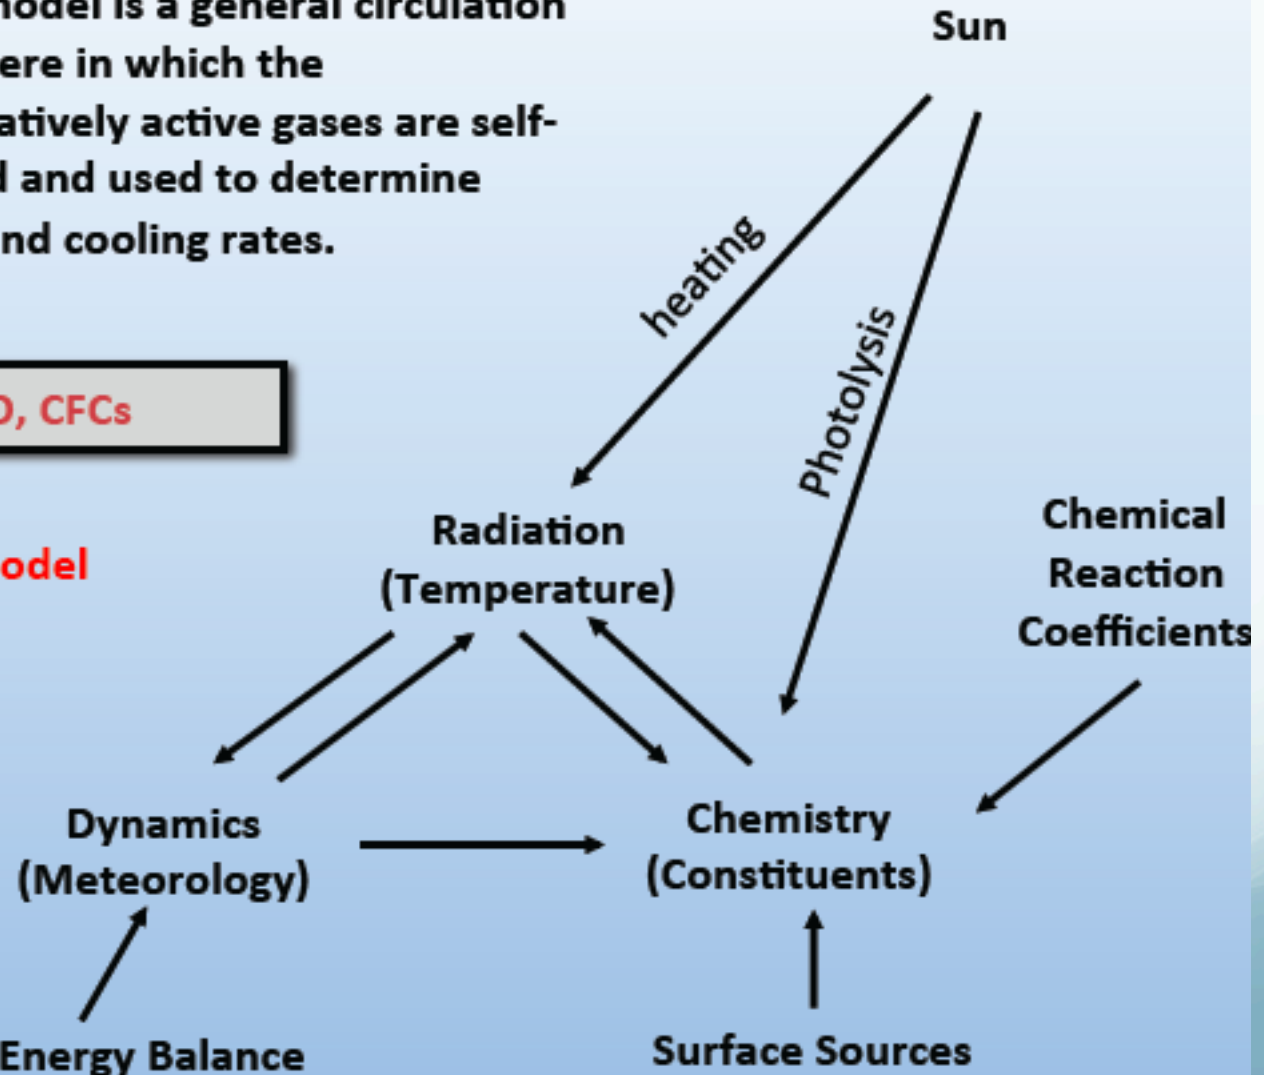 model is a general circulation
ere in which the
atively active gases are self-
d and used to determine
nd cooling rates.
Sun
heating
Photolysis
O, CFCs
odel
Radiation
(Temperature)
Chemical
Reaction
Coefficients
Dynamics
(Meteorology)
Chemistry
(Constituents)
Energy Balance
Surface Sources